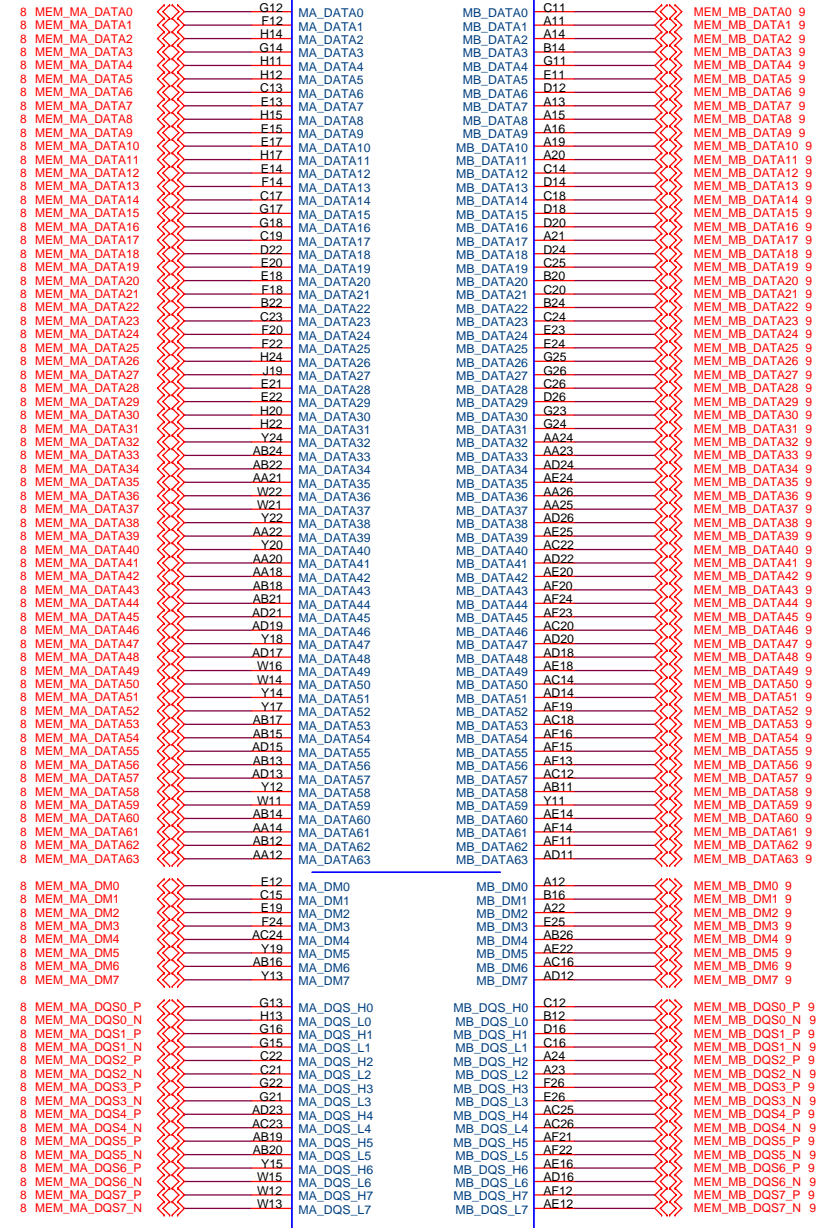 8 MEM_MA_DATA0 G12 MA_DATA0 MB_DATA0 C11 MEM_MB_DATA0 9
8 MEM_MA_DATA1 F12 MA_DATA1 MB_DATA1 A11 MEM_MB_DATA1 9
8 MEM_MA_DATA2 H14 MA_DATA2 MB_DATA2 A14 MEM_MB_DATA2 9
8 MEM_MA_DATA3 G14 MA_DATA3 MB_DATA3 B14 MEM_MB_DATA3 9
8 MEM_MA_DATA4 H11 MA_DATA4 MB_DATA4 G11 MEM_MB_DATA4 9
8 MEM_MA_DATA5 H12 MA_DATA5 MB_DATA5 E11 MEM_MB_DATA5 9
8 MEM_MA_DATA6 C13 MA_DATA6 MB_DATA6 D12 MEM_MB_DATA6 9
8 MEM_MA_DATA7 E13 MA_DATA7 MB_DATA7 A13 MEM_MB_DATA7 9
8 MEM_MA_DATA8 H15 MA_DATA8 MB_DATA8 A15 MEM_MB_DATA8 9
8 MEM_MA_DATA9 E15 MA_DATA9 MB_DATA9 A16 MEM_MB_DATA9 9
8 MEM_MA_DATA10 E17 MA_DATA10 MB_DATA10 A19 MEM_MB_DATA10 9
8 MEM_MA_DATA11 H17 MA_DATA11 MB_DATA11 A20 MEM_MB_DATA11 9
8 MEM_MA_DATA12 E14 MA_DATA12 MB_DATA12 C14 MEM_MB_DATA12 9
8 MEM_MA_DATA13 F14 MA_DATA13 MB_DATA13 D14 MEM_MB_DATA13 9
8 MEM_MA_DATA14 C17 MA_DATA14 MB_DATA14 C18 MEM_MB_DATA14 9
8 MEM_MA_DATA15 G17 MA_DATA15 MB_DATA15 D18 MEM_MB_DATA15 9
8 MEM_MA_DATA16 G18 MA_DATA16 MB_DATA16 D20 MEM_MB_DATA16 9
8 MEM_MA_DATA17 C19 MA_DATA17 MB_DATA17 A21 MEM_MB_DATA17 9
8 MEM_MA_DATA18 D22 MA_DATA18 MB_DATA18 D24 MEM_MB_DATA18 9
8 MEM_MA_DATA19 E20 MA_DATA19 MB_DATA19 C25 MEM_MB_DATA19 9
8 MEM_MA_DATA20 E18 MA_DATA20 MB_DATA20 B20 MEM_MB_DATA20 9
8 MEM_MA_DATA21 F18 MA_DATA21 MB_DATA21 C20 MEM_MB_DATA21 9
8 MEM_MA_DATA22 B22 MA_DATA22 MB_DATA22 B24 MEM_MB_DATA22 9
8 MEM_MA_DATA23 C23 MA_DATA23 MB_DATA23 C24 MEM_MB_DATA23 9
8 MEM_MA_DATA24 F20 MA_DATA24 MB_DATA24 E23 MEM_MB_DATA24 9
8 MEM_MA_DATA25 F22 MA_DATA25 MB_DATA25 E24 MEM_MB_DATA25 9
8 MEM_MA_DATA26 H24 MA_DATA26 MB_DATA26 G25 MEM_MB_DATA26 9
8 MEM_MA_DATA27 J19 MA_DATA27 MB_DATA27 G26 MEM_MB_DATA27 9
8 MEM_MA_DATA28 E21 MA_DATA28 MB_DATA28 C26 MEM_MB_DATA28 9
8 MEM_MA_DATA29 E22 MA_DATA29 MB_DATA29 D26 MEM_MB_DATA29 9
8 MEM_MA_DATA30 H20 MA_DATA30 MB_DATA30 G23 MEM_MB_DATA30 9
8 MEM_MA_DATA31 H22 MA_DATA31 MB_DATA31 G24 MEM_MB_DATA31 9
8 MEM_MA_DATA32 Y24 MA_DATA32 MB_DATA32 AA24 MEM_MB_DATA32 9
8 MEM_MA_DATA33 AB24 MA_DATA33 MB_DATA33 AA23 MEM_MB_DATA33 9
8 MEM_MA_DATA34 AB22 MA_DATA34 MB_DATA34 AD24 MEM_MB_DATA34 9
8 MEM_MA_DATA35 AA21 MA_DATA35 MB_DATA35 AE24 MEM_MB_DATA35 9
8 MEM_MA_DATA36 W22 MA_DATA36 MB_DATA36 AA26 MEM_MB_DATA36 9
8 MEM_MA_DATA37 W21 MA_DATA37 MB_DATA37 AA25 MEM_MB_DATA37 9
8 MEM_MA_DATA38 Y22 MA_DATA38 MB_DATA38 AD26 MEM_MB_DATA38 9
8 MEM_MA_DATA39 AA22 MA_DATA39 MB_DATA39 AE25 MEM_MB_DATA39 9
8 MEM_MA_DATA40 Y20 MA_DATA40 MB_DATA40 AC22 MEM_MB_DATA40 9
8 MEM_MA_DATA41 AA20 MA_DATA41 MB_DATA41 AD22 MEM_MB_DATA41 9
8 MEM_MA_DATA42 AA18 MA_DATA42 MB_DATA42 AE20 MEM_MB_DATA42 9
8 MEM_MA_DATA43 AB18 MA_DATA43 MB_DATA43 AF20 MEM_MB_DATA43 9
8 MEM_MA_DATA44 AB21 MA_DATA44 MB_DATA44 AF24 MEM_MB_DATA44 9
8 MEM_MA_DATA45 AD21 MA_DATA45 MB_DATA45 AF23 MEM_MB_DATA45 9
8 MEM_MA_DATA46 AD19 MA_DATA46 MB_DATA46 AC20 MEM_MB_DATA46 9
8 MEM_MA_DATA47 Y18 MA_DATA47 MB_DATA47 AD20 MEM_MB_DATA47 9
8 MEM_MA_DATA48 AD17 MA_DATA48 MB_DATA48 AD18 MEM_MB_DATA48 9
8 MEM_MA_DATA49 W16 MA_DATA49 MB_DATA49 AE18 MEM_MB_DATA49 9
8 MEM_MA_DATA50 W14 MA_DATA50 MB_DATA50 AC14 MEM_MB_DATA50 9
8 MEM_MA_DATA51 Y14 MA_DATA51 MB_DATA51 AD14 MEM_MB_DATA51 9
8 MEM_MA_DATA52 Y17 MA_DATA52 MB_DATA52 AF19 MEM_MB_DATA52 9
8 MEM_MA_DATA53 AB17 MA_DATA53 MB_DATA53 AC18 MEM_MB_DATA53 9
8 MEM_MA_DATA54 AB15 MA_DATA54 MB_DATA54 AF16 MEM_MB_DATA54 9
8 MEM_MA_DATA55 AD15 MA_DATA55 MB_DATA55 AF15 MEM_MB_DATA55 9
8 MEM_MA_DATA56 AB13 MA_DATA56 MB_DATA56 AF13 MEM_MB_DATA56 9
8 MEM_MA_DATA57 AD13 MA_DATA57 MB_DATA57 AC12 MEM_MB_DATA57 9
8 MEM_MA_DATA58 Y12 MA_DATA58 MB_DATA58 AB11 MEM_MB_DATA58 9
8 MEM_MA_DATA59 W11 MA_DATA59 MB_DATA59 Y11 MEM_MB_DATA59 9
8 MEM_MA_DATA60 AB14 MA_DATA60 MB_DATA60 AE14 MEM_MB_DATA60 9
8 MEM_MA_DATA61 AA14 MA_DATA61 MB_DATA61 AF14 MEM_MB_DATA61 9
8 MEM_MA_DATA62 AB12 MA_DATA62 MB_DATA62 AF11 MEM_MB_DATA62 9
8 MEM_MA_DATA63 AA12 MA_DATA63 MB_DATA63 AD11 MEM_MB_DATA63 9
8 MEM_MA_DM0 E12 MA_DM0 MB_DM0 A12 MEM_MB_DM0 9
8 MEM_MA_DM1 C15 MA_DM1 MB_DM1 B16 MEM_MB_DM1 9
8 MEM_MA_DM2 E19 MA_DM2 MB_DM2 A22 MEM_MB_DM2 9
8 MEM_MA_DM3 F24 MA_DM3 MB_DM3 E25 MEM_MB_DM3 9
8 MEM_MA_DM4 AC24 MA_DM4 MB_DM4 AB26 MEM_MB_DM4 9
8 MEM_MA_DM5 Y19 MA_DM5 MB_DM5 AE22 MEM_MB_DM5 9
8 MEM_MA_DM6 AB16 MA_DM6 MB_DM6 AC16 MEM_MB_DM6 9
8 MEM_MA_DM7 Y13 MA_DM7 MB_DM7 AD12 MEM_MB_DM7 9
8 MEM_MA_DQS0_P G13 MA_DQS_H0 MB_DQS_H0 C12 MEM_MB_DQS0_P 9
8 MEM_MA_DQS0_N H13 MA_DQS_L0 MB_DQS_L0 B12 MEM_MB_DQS0_N 9
8 MEM_MA_DQS1_P G16 MA_DQS_H1 MB_DQS_H1 D16 MEM_MB_DQS1_P 9
8 MEM_MA_DQS1_N G15 MA_DQS_L1 MB_DQS_L1 C16 MEM_MB_DQS1_N 9
8 MEM_MA_DQS2_P C22 MA_DQS_H2 MB_DQS_H2 A24 MEM_MB_DQS2_P 9
8 MEM_MA_DQS2_N C21 MA_DQS_L2 MB_DQS_L2 A23 MEM_MB_DQS2_N 9
8 MEM_MA_DQS3_P G22 MA_DQS_H3 MB_DQS_H3 F26 MEM_MB_DQS3_P 9
8 MEM_MA_DQS3_N G21 MA_DQS_L3 MB_DQS_L3 E26 MEM_MB_DQS3_N 9
8 MEM_MA_DQS4_P AD23 MA_DQS_H4 MB_DQS_H4 AC25 MEM_MB_DQS4_P 9
8 MEM_MA_DQS4_N AC23 MA_DQS_L4 MB_DQS_L4 AC26 MEM_MB_DQS4_N 9
8 MEM_MA_DQS5_P AB19 MA_DQS_H5 MB_DQS_H5 AF21 MEM_MB_DQS5_P 9
8 MEM_MA_DQS5_N AB20 MA_DQS_L5 MB_DQS_L5 AF22 MEM_MB_DQS5_N 9
8 MEM_MA_DQS6_P Y15 MA_DQS_H6 MB_DQS_H6 AE16 MEM_MB_DQS6_P 9
8 MEM_MA_DQS6_N W15 MA_DQS_L6 MB_DQS_L6 AD16 MEM_MB_DQS6_N 9
8 MEM_MA_DQS7_P W12 MA_DQS_H7 MB_DQS_H7 AF12 MEM_MB_DQS7_P 9
8 MEM_MA_DQS7_N W13 MA_DQS_L7 MB_DQS_L7 AE12 MEM_MB_DQS7_N 9